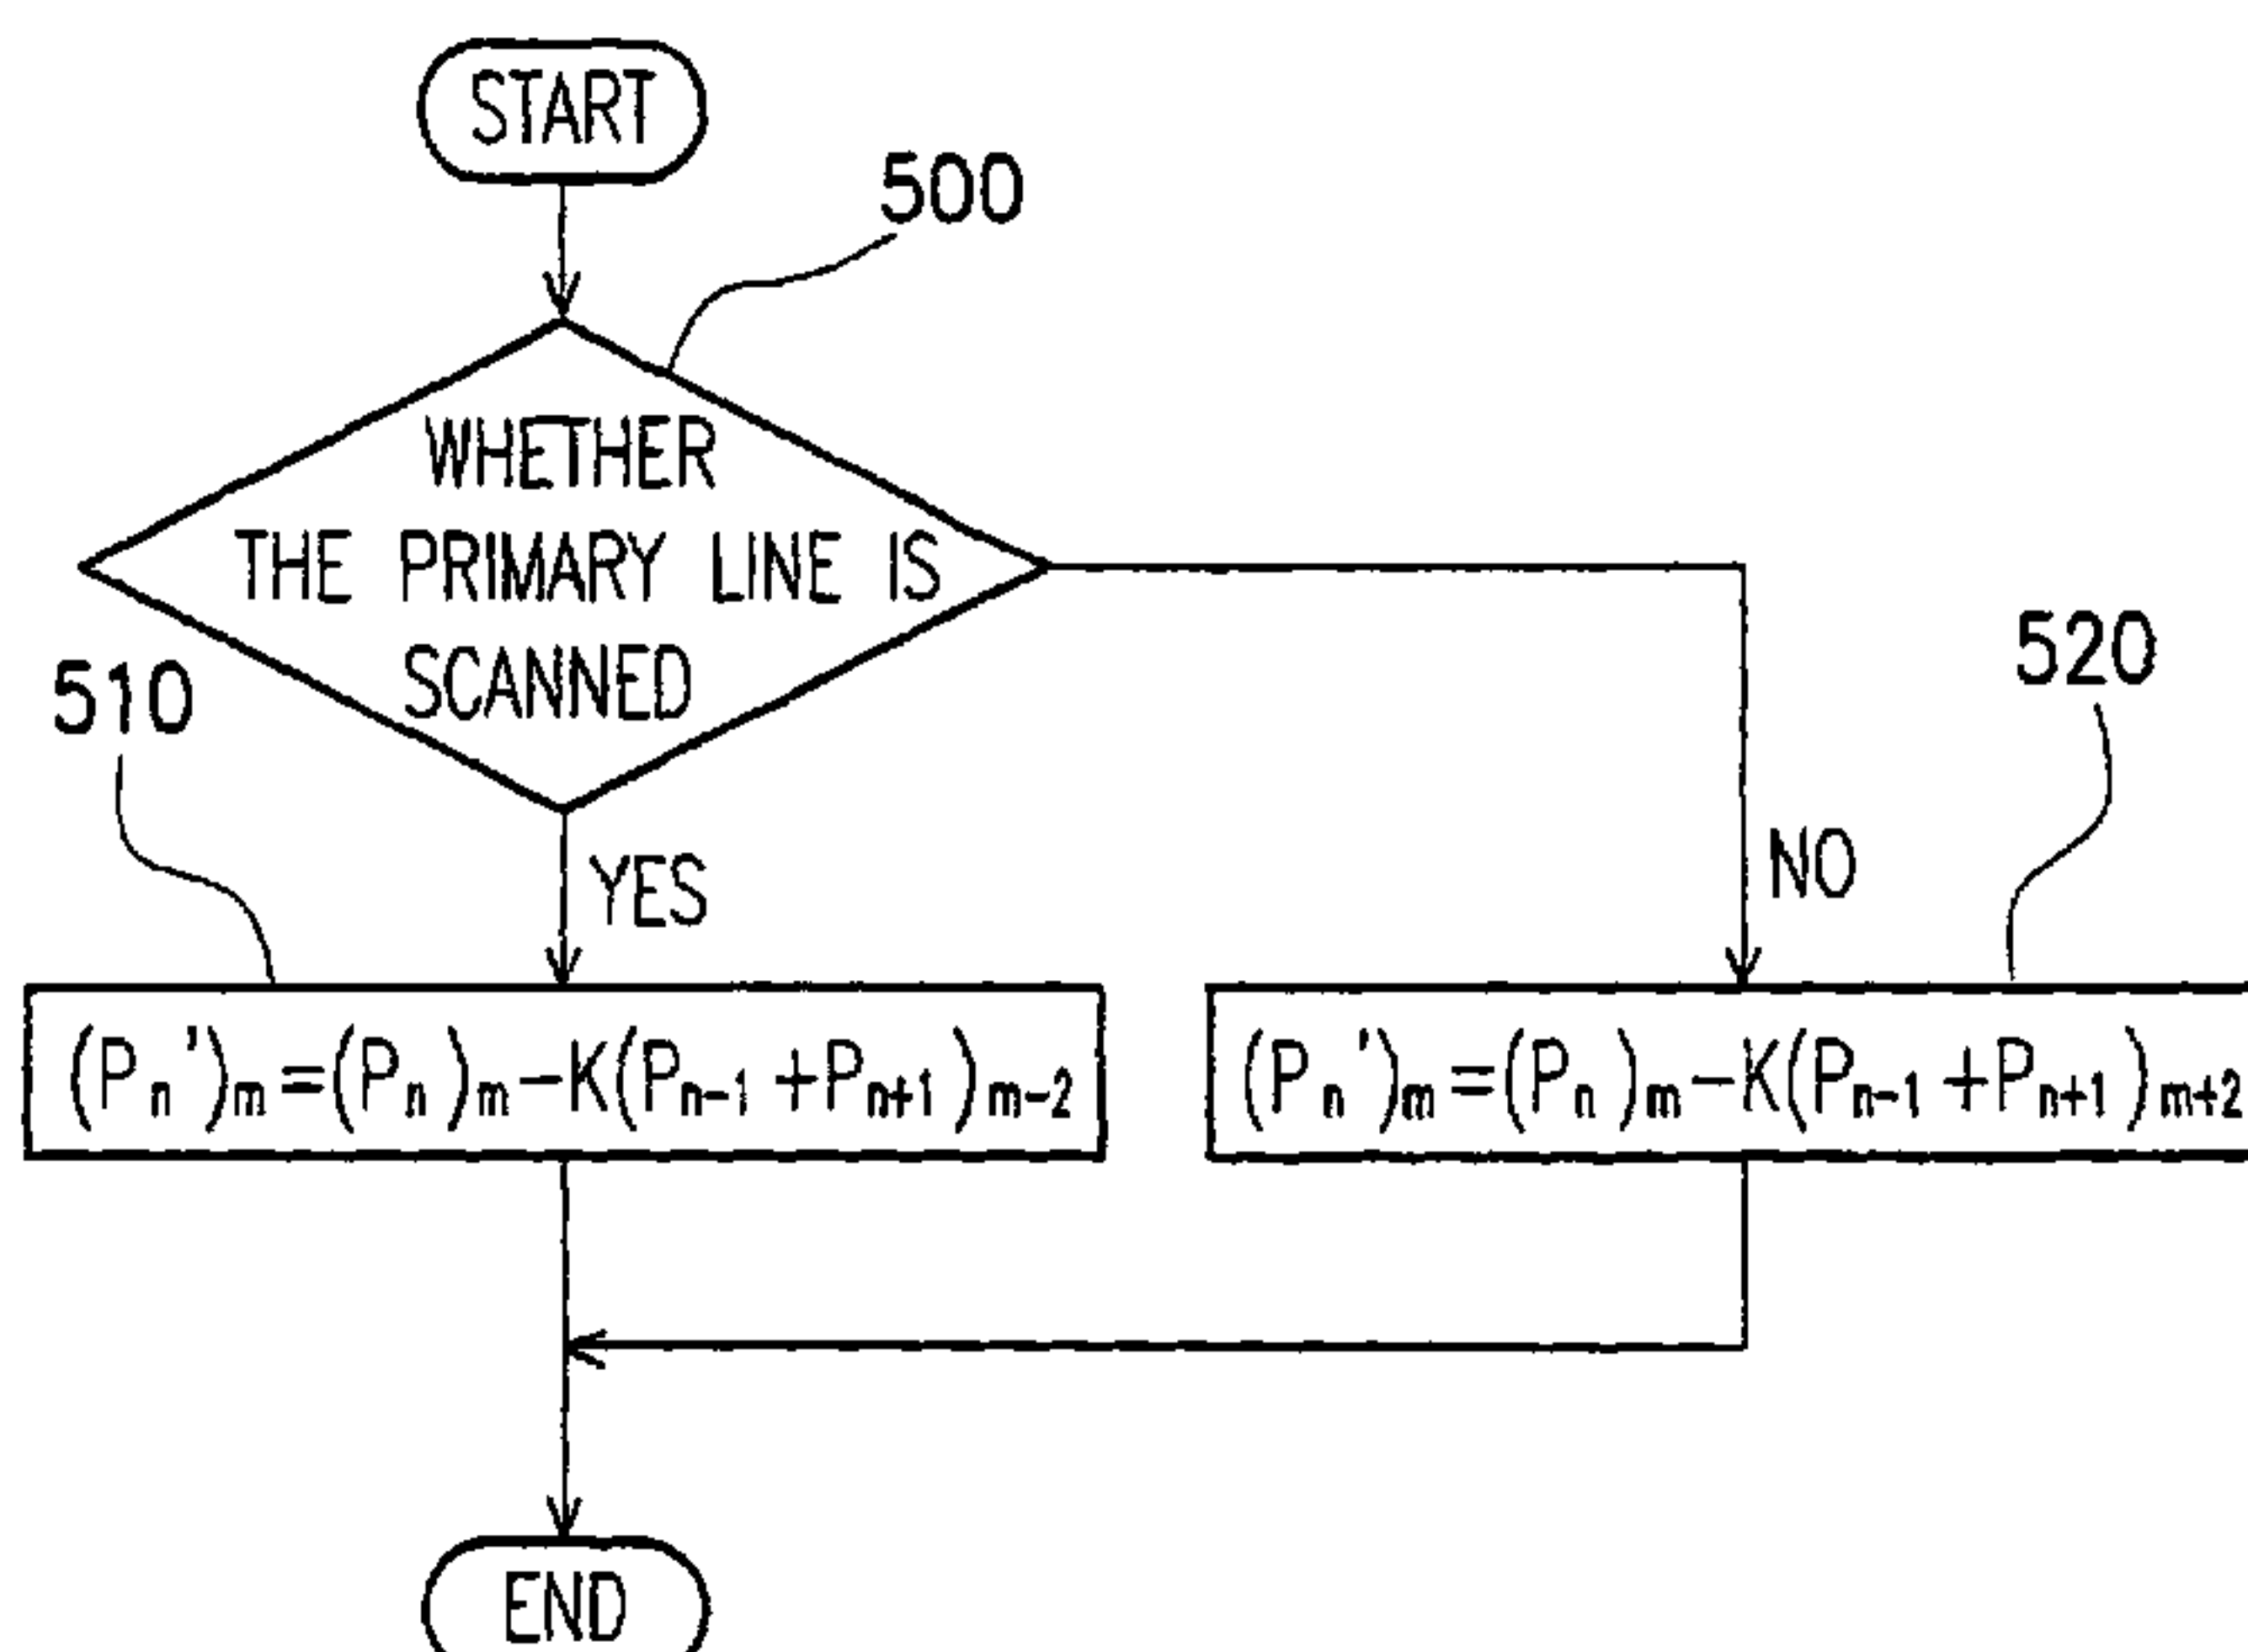 START
500
WHETHER
THE PRIMARY LINE IS
SCANNED
510
520
YES
NO
(Pn')m=(Pn)m-K(Pn-1+Pn+1)m-2
(Pn')m=(Pn)m-K(Pn-1+Pn+1)m+2
END